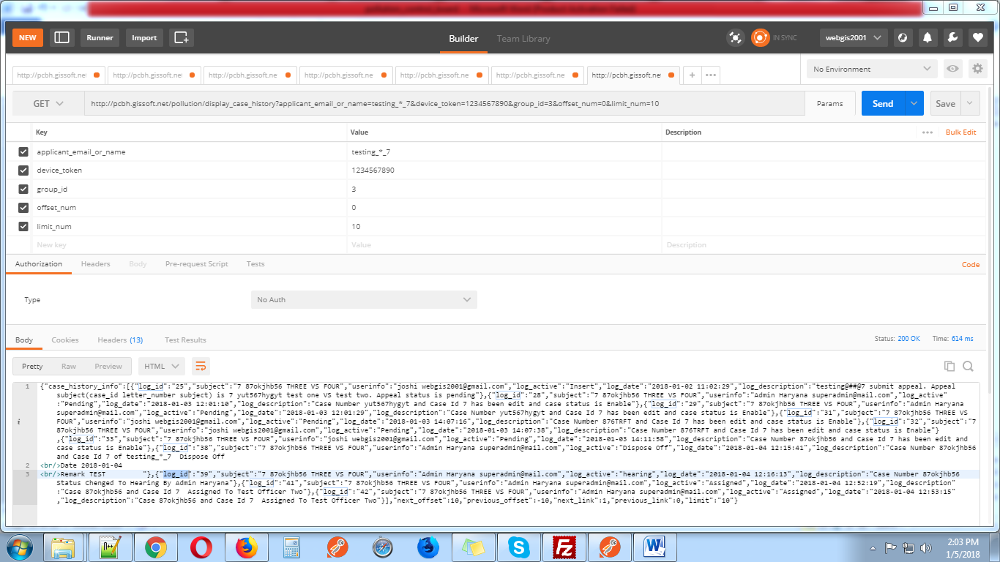 NEW
Runner
Import
Builder
Team Library
IN SYNC
webgis2001
http://pcbh.gissoft.ne
http://pcbh.gissoft.ne
http://pcbh.gissoft.ne
http://pcbh.gissoft.ne
http://pcbh.gissoft.ne
http://pcbh.gissoft.ne
http://pcbh.gissoft.ne
+
•••
No Environment
GET
http://pcbh.gissoft.net/pollution/display_case_history?applicant_email_or_name=testing_*_7&device_token=1234567890&group_id=3&offset_num=0&limit_num=10
Params
Send
Save
Key Value Description ••• Bulk Edit
applicant_email_or_name testing_*_7
device_token 1234567890
group_id 3
offset_num 0
limit_num 10
New key Value Description
Authorization Headers Body Pre-request Script Tests Code
Type No Auth
Body Cookies Headers (13) Test Results Status: 200 OK Time: 614 ms
Pretty Raw Preview HTML
1 {"case_history_info":[{"log_id":"25","subject":"7 87okjhb56 THREE VS FOUR","userinfo":"joshi webgis2001@gmail.com","log_active":"Insert","log_date":"2018-01-02 11:02:29","log_description":"testing@##@7 submit appeal. Appeal
subject(case_id letter_number subject) is 7 yut567hygyt test one VS test two. Appeal status is pending"},{"log_id":"28","subject":"7 87okjhb56 THREE VS FOUR","userinfo":"Admin Haryana superadmin@mail.com","log_active"
:"Pending","log_date":"2018-01-03 12:01:10","log_description":"Case Number yut567hygyt and Case Id 7 has been edit and case status is Enable"},{"log_id":"29","subject":"7 87okjhb56 THREE VS FOUR","userinfo":"Admin Haryana
superadmin@mail.com","log_active":"Pending","log_date":"2018-01-03 12:01:29","log_description":"Case Number yut567hygyt and Case Id 7 has been edit and case status is Enable"},{"log_id":"31","subject":"7 87okjhb56 THREE VS
FOUR","userinfo":"joshi webgis2001@gmail.com","log_active":"Pending","log_date":"2018-01-03 14:07:16","log_description":"Case Number 876TRFT and Case Id 7 has been edit and case status is Enable"},{"log_id":"32","subject":"7
87okjhb56 THREE VS FOUR","userinfo":"joshi webgis2001@gmail.com","log_active":"Pending","log_date":"2018-01-03 14:07:38","log_description":"Case Number 876TRFT and Case Id 7 has been edit and case status is Enable"}
,{"log_id":"33","subject":"7 87okjhb56 THREE VS FOUR","userinfo":"joshi webgis2001@gmail.com","log_active":"Pending","log_date":"2018-01-03 14:11:58","log_description":"Case Number 87okjhb56 and Case Id 7 has been edit and
case status is Enable"},{"log_id":"38","subject":"7 87okjhb56 THREE VS FOUR","userinfo":"Admin Haryana superadmin@mail.com","log_active":"Dispose Off","log_date":"2018-01-04 12:15:41","log_description":"Case Number 87okjhb56
and Case Id 7 of testing_*_7 Dispose Off
2 <br/>Date 2018-01-04
3 <br/>Remark TEST "},{"log_id":"39","subject":"7 87okjhb56 THREE VS FOUR","userinfo":"Admin Haryana superadmin@mail.com","log_active":"hearing","log_date":"2018-01-04 12:16:13","log_description":"Case Number 87okjhb56
Status Chenged To Hearing By Admin Haryana"},{"log_id":"41","subject":"7 87okjhb56 THREE VS FOUR","userinfo":"Admin Haryana superadmin@mail.com","log_active":"Assigned","log_date":"2018-01-04 12:52:19","log_description"
:"Case 87okjhb56 and Case Id 7 Assigned To Test Officer Two"},{"log_id":"42","subject":"7 87okjhb56 THREE VS FOUR","userinfo":"Admin Haryana superadmin@mail.com","log_active":"Assigned","log_date":"2018-01-04 12:53:15"
,"log_description":"Case 87okjhb56 and Case Id 7 Assigned To Test Officer Two"}],"next_offset":10,"previous_offset":-10,"next_link":1,"previous_link":0,"limit":"10"}
2:03 PM
1/5/2018